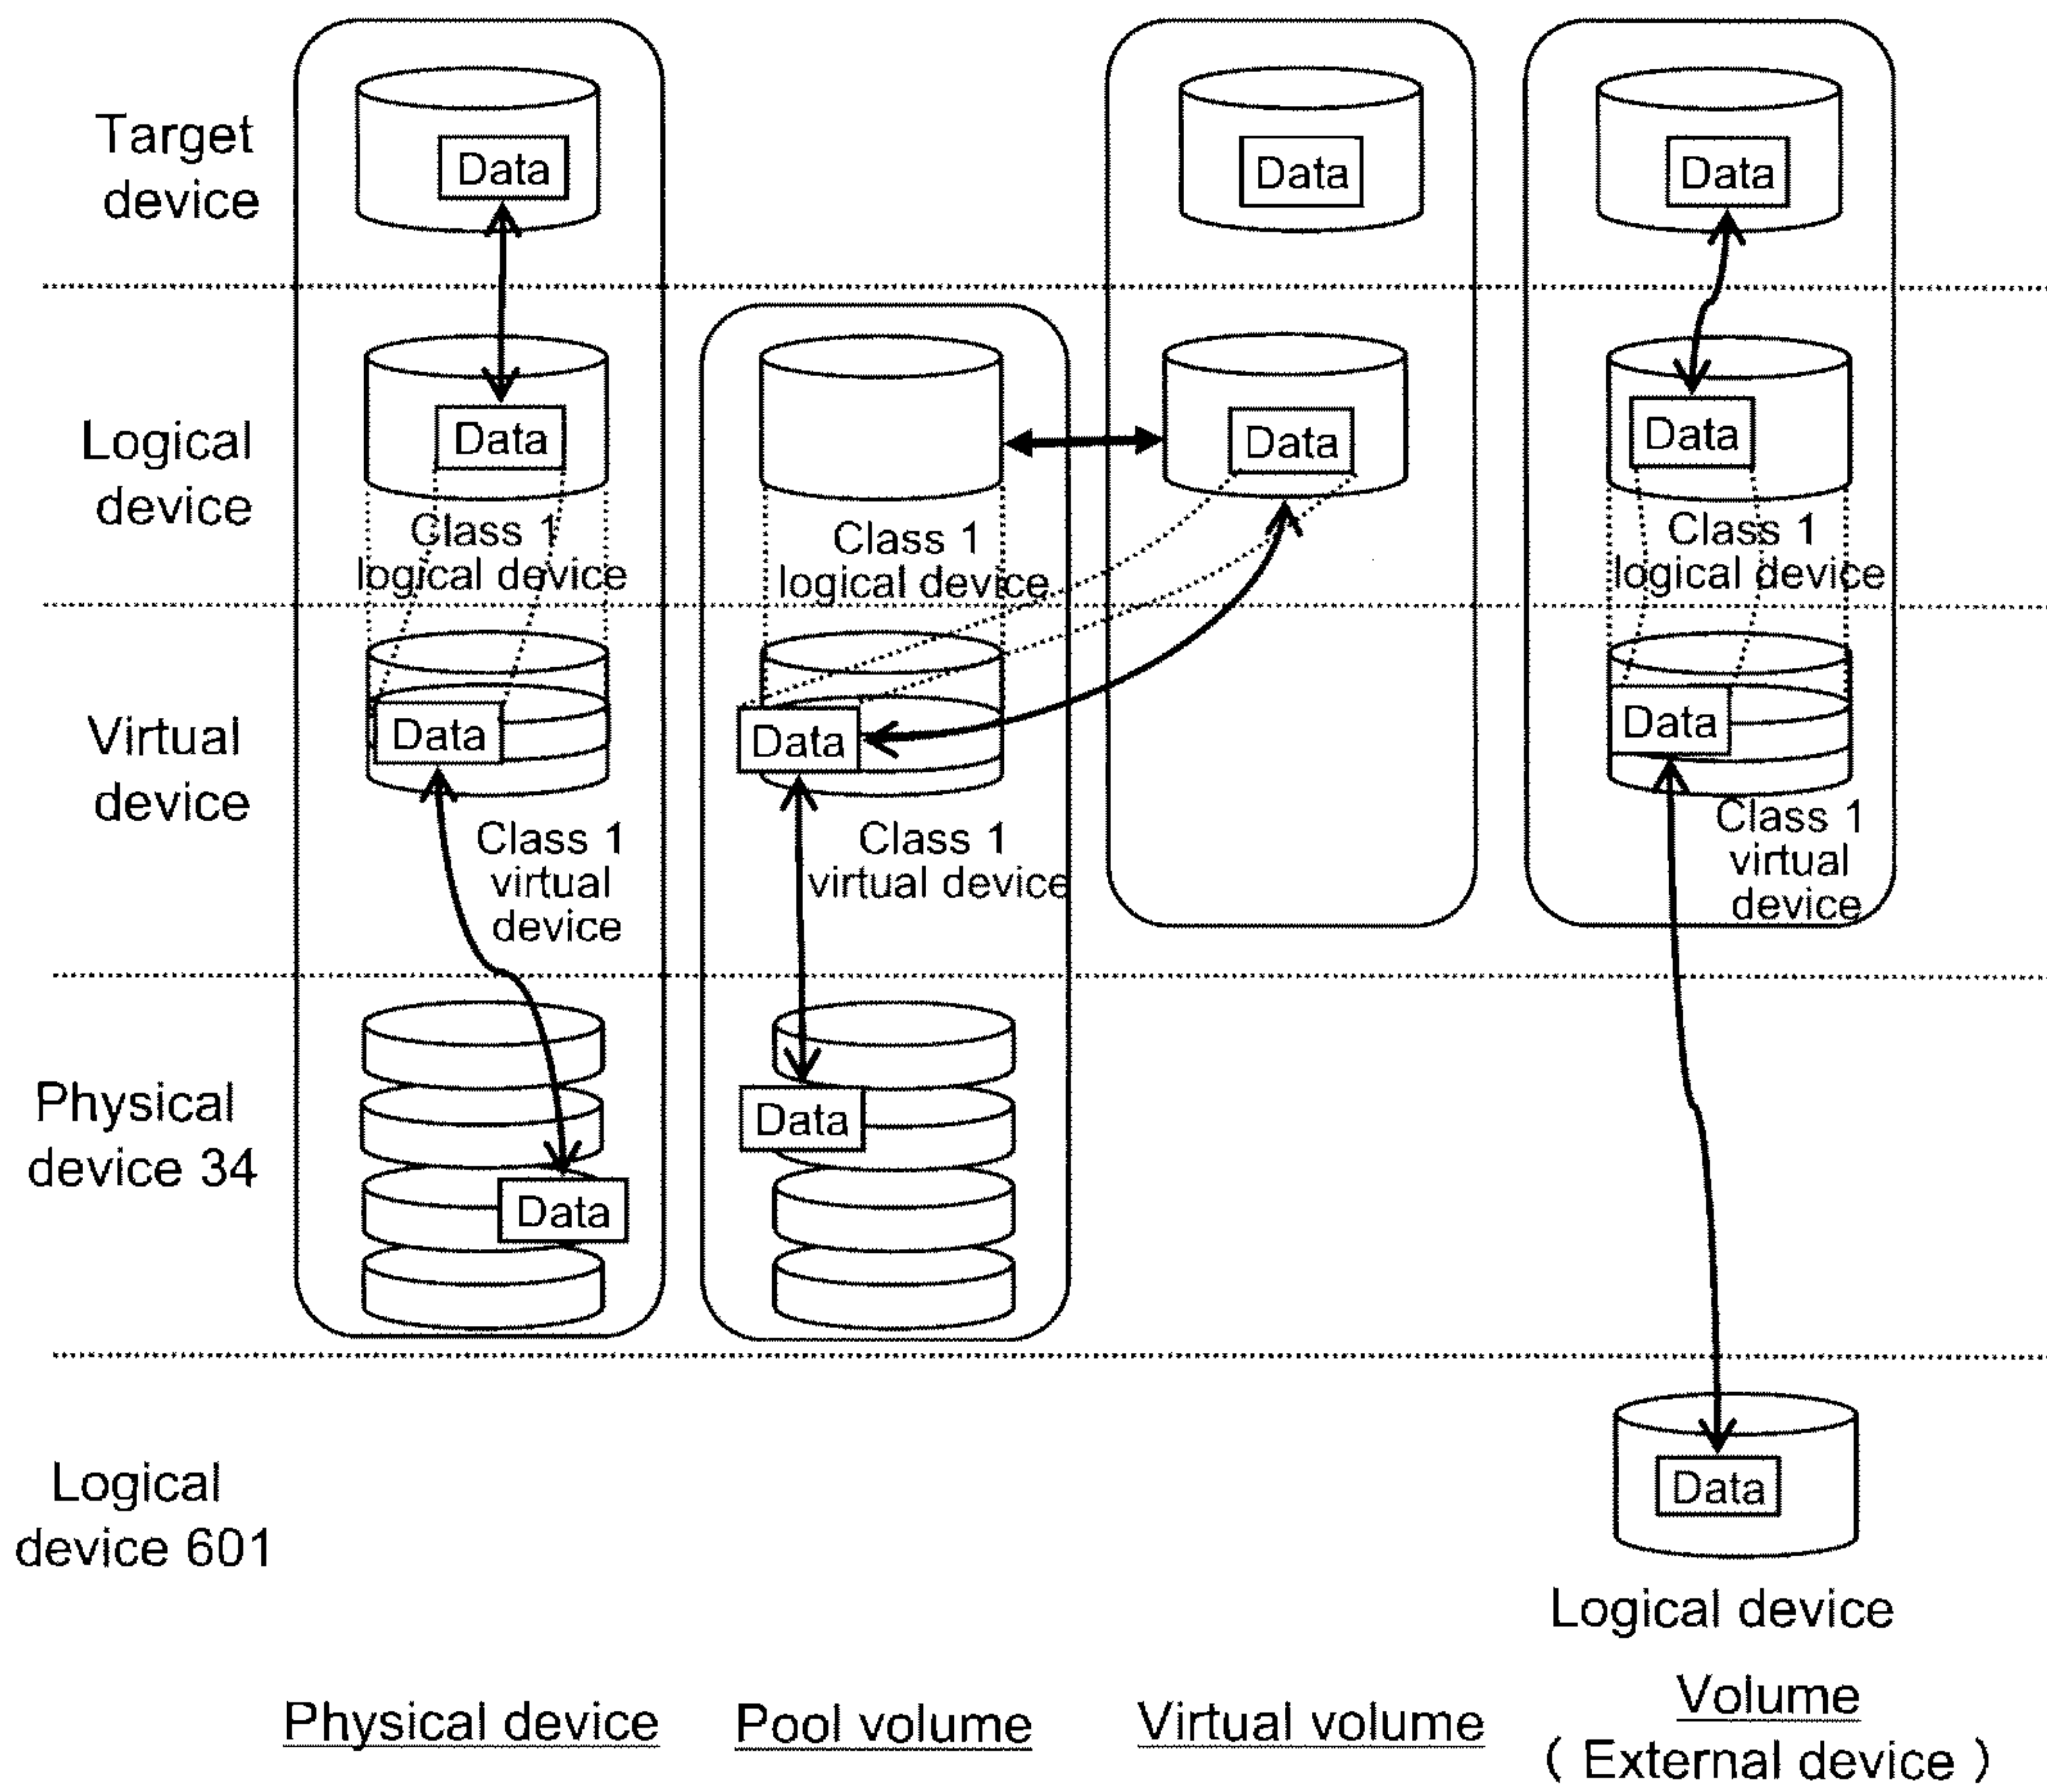 Target
device
Data
Data
Data
Logical
device
Data
Data
Data
Class 1
logical device
Class 1
logical device
Class 1
logical device
Virtual
device
Data
Data
Data
Class 1
virtual
device
Class 1
virtual device
Class 1
virtual
device
Physical
device 34
Data
Data
Logical
device 601
Data
Logical device
Physical device
Pool volume
Virtual volume
Volume
( External device )